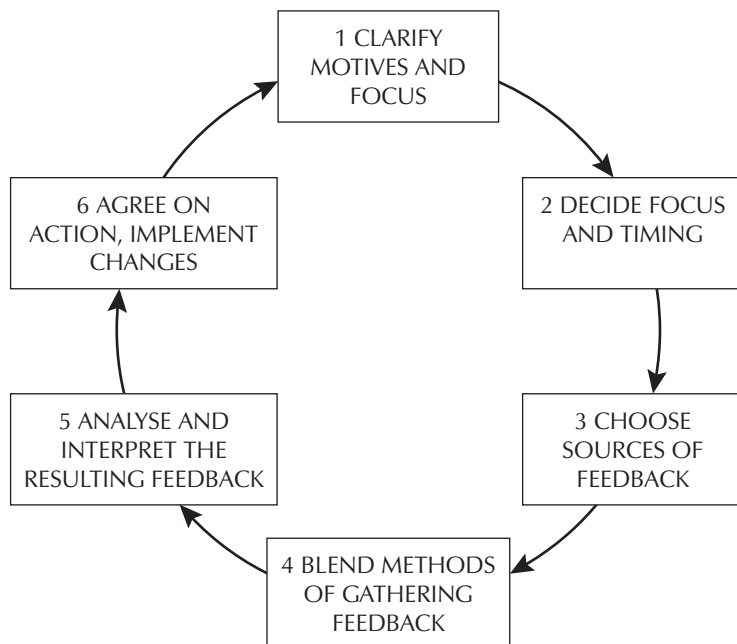 1 CLARIFY
MOTIVES AND
FOCUS
2 DECIDE FOCUS
AND TIMING
3 CHOOSE
SOURCES OF
FEEDBACK
4 BLEND METHODS
OF GATHERING
FEEDBACK
5 ANALYSE AND
INTERPRET THE
RESULTING FEEDBACK
6 AGREE ON
ACTION, IMPLEMENT
CHANGES